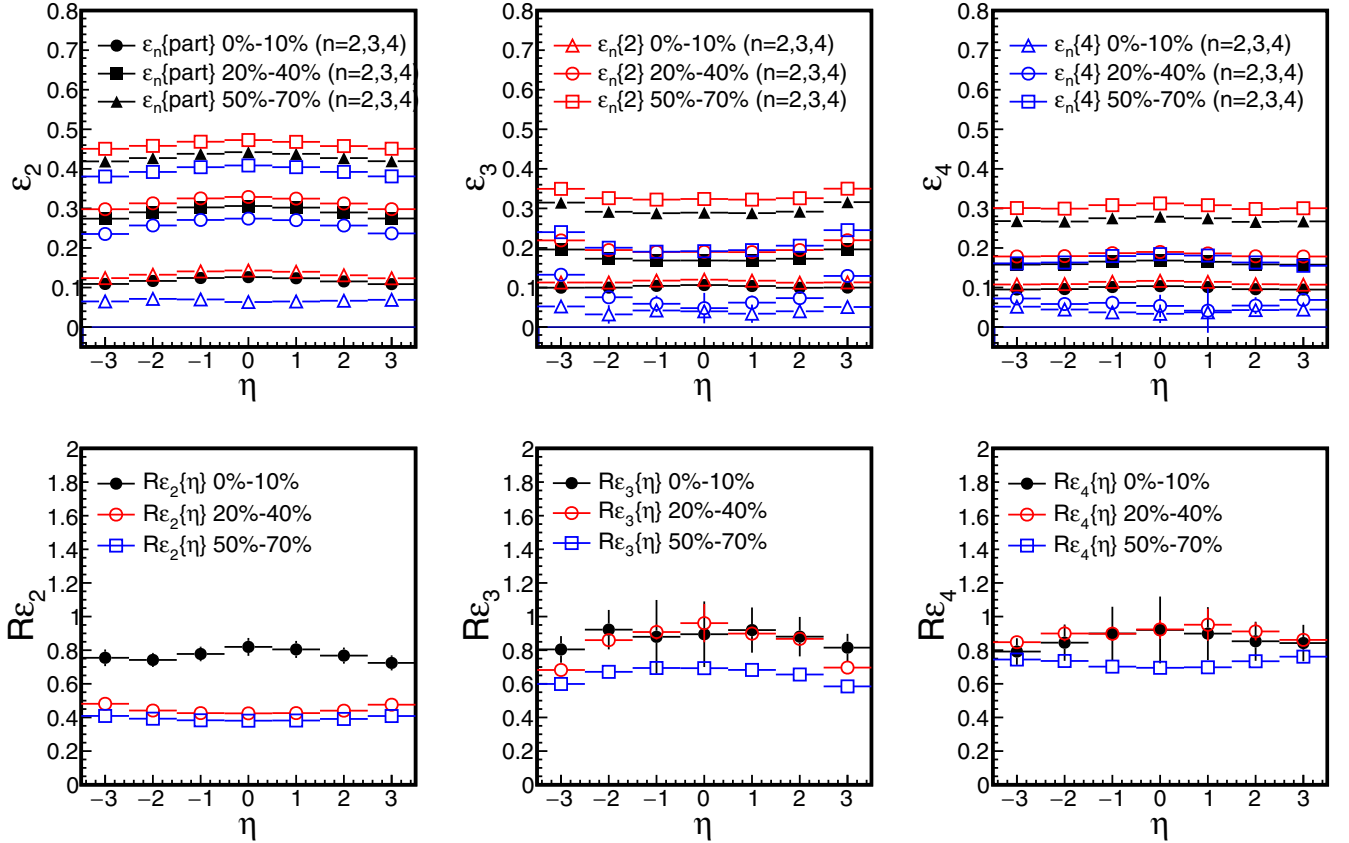 0.8
0.7
0.6
0.5
0.4
0.3
0.2
0.1
0
ε2
εn{part} 0%-10% (n=2,3,4)
εn{part} 20%-40% (n=2,3,4)
εn{part} 50%-70% (n=2,3,4)
−3 −2 −1 0 1 2 3
η
0.8
0.7
0.6
0.5
0.4
0.3
0.2
0.1
0
ε3
εn{2} 0%-10% (n=2,3,4)
εn{2} 20%-40% (n=2,3,4)
εn{2} 50%-70% (n=2,3,4)
−3 −2 −1 0 1 2 3
η
0.8
0.7
0.6
0.5
0.4
0.3
0.2
0.1
0
ε4
εn{4} 0%-10% (n=2,3,4)
εn{4} 20%-40% (n=2,3,4)
εn{4} 50%-70% (n=2,3,4)
−3 −2 −1 0 1 2 3
η
2
1.8
1.6
1.4
1.2
1
0.8
0.6
0.4
0.2
0
Rε2
Rε2{η} 0%-10%
Rε2{η} 20%-40%
Rε2{η} 50%-70%
−3 −2 −1 0 1 2 3
η
2
1.8
1.6
1.4
1.2
1
0.8
0.6
0.4
0.2
0
Rε3
Rε3{η} 0%-10%
Rε3{η} 20%-40%
Rε3{η} 50%-70%
−3 −2 −1 0 1 2 3
η
2
1.8
1.6
1.4
1.2
1
0.8
0.6
0.4
0.2
0
Rε4
Rε4{η} 0%-10%
Rε4{η} 20%-40%
Rε4{η} 50%-70%
−3 −2 −1 0 1 2 3
η